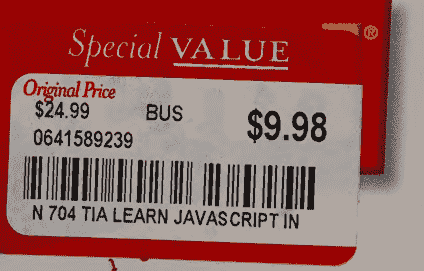 Special VALUE ®
Original Price
$24.99 BUS $9.98
0641589239
N 704 TIA LEARN JAVASCRIPT IN